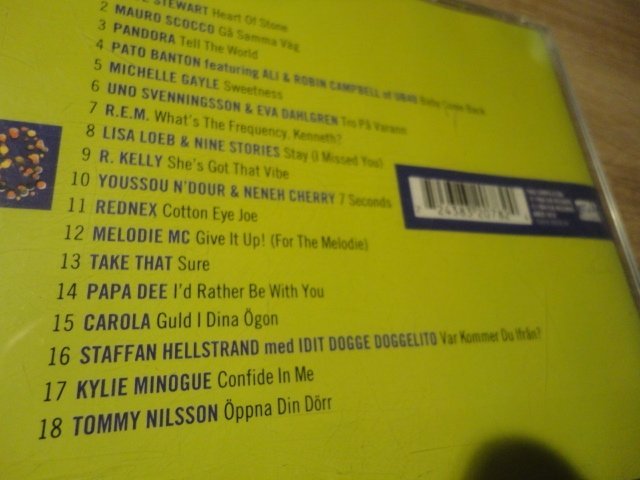 STEWART Heart Of Stone
2 MAURO SCOCCO Gå Samma Väg
3 PANDORA Tell The World
4 PATO BANTON featuring ALI & ROBIN CAMPBELL of UB40 Baby Come Back
5 MICHELLE GAYLE Sweetness
6 UNO SVENNINGSSON & EVA DAHLGREN Tro På Varann
7 R.E.M. What's The Frequency, Kenneth?
8 LISA LOEB & NINE STORIES Stay (I Missed You)
9 R. KELLY She's Got That Vibe
10 YOUSSOU N'DOUR & NENEH CHERRY 7 Seconds
11 REDNEX Cotton Eye Joe
12 MELODIE MC Give It Up! (For The Melodie)
13 TAKE THAT Sure
14 PAPA DEE I'd Rather Be With You
15 CAROLA Guld I Dina Ögon
16 STAFFAN HELLSTRAND med IDIT DOGGE DOGGELITO Var Kommer Du Ifrån?
17 KYLIE MINOGUE Confide In Me
18 TOMMY NILSSON Öppna Din Dörr